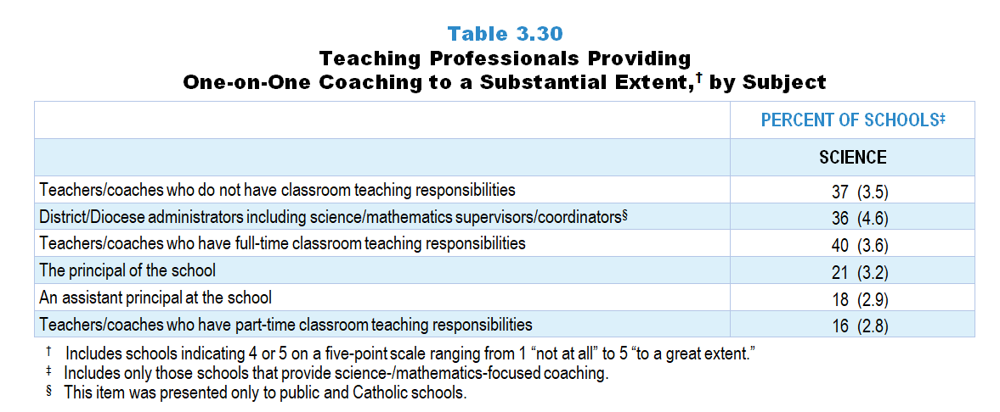 Table 3.30
Teaching Professionals Providing
One-on-One Coaching to a Substantial Extent,† by Subject
PERCENT OF SCHOOLS‡
SCIENCE
Teachers/coaches who do not have classroom teaching responsibilities 37 (3.5)
District/Diocese administrators including science/mathematics supervisors/coordinators§ 36 (4.6)
Teachers/coaches who have full-time classroom teaching responsibilities 40 (3.6)
The principal of the school 21 (3.2)
An assistant principal at the school 18 (2.9)
Teachers/coaches who have part-time classroom teaching responsibilities 16 (2.8)
† Includes schools indicating 4 or 5 on a five-point scale ranging from 1 “not at all” to 5 “to a great extent.”
‡ Includes only those schools that provide science-/mathematics-focused coaching.
§ This item was presented only to public and Catholic schools.